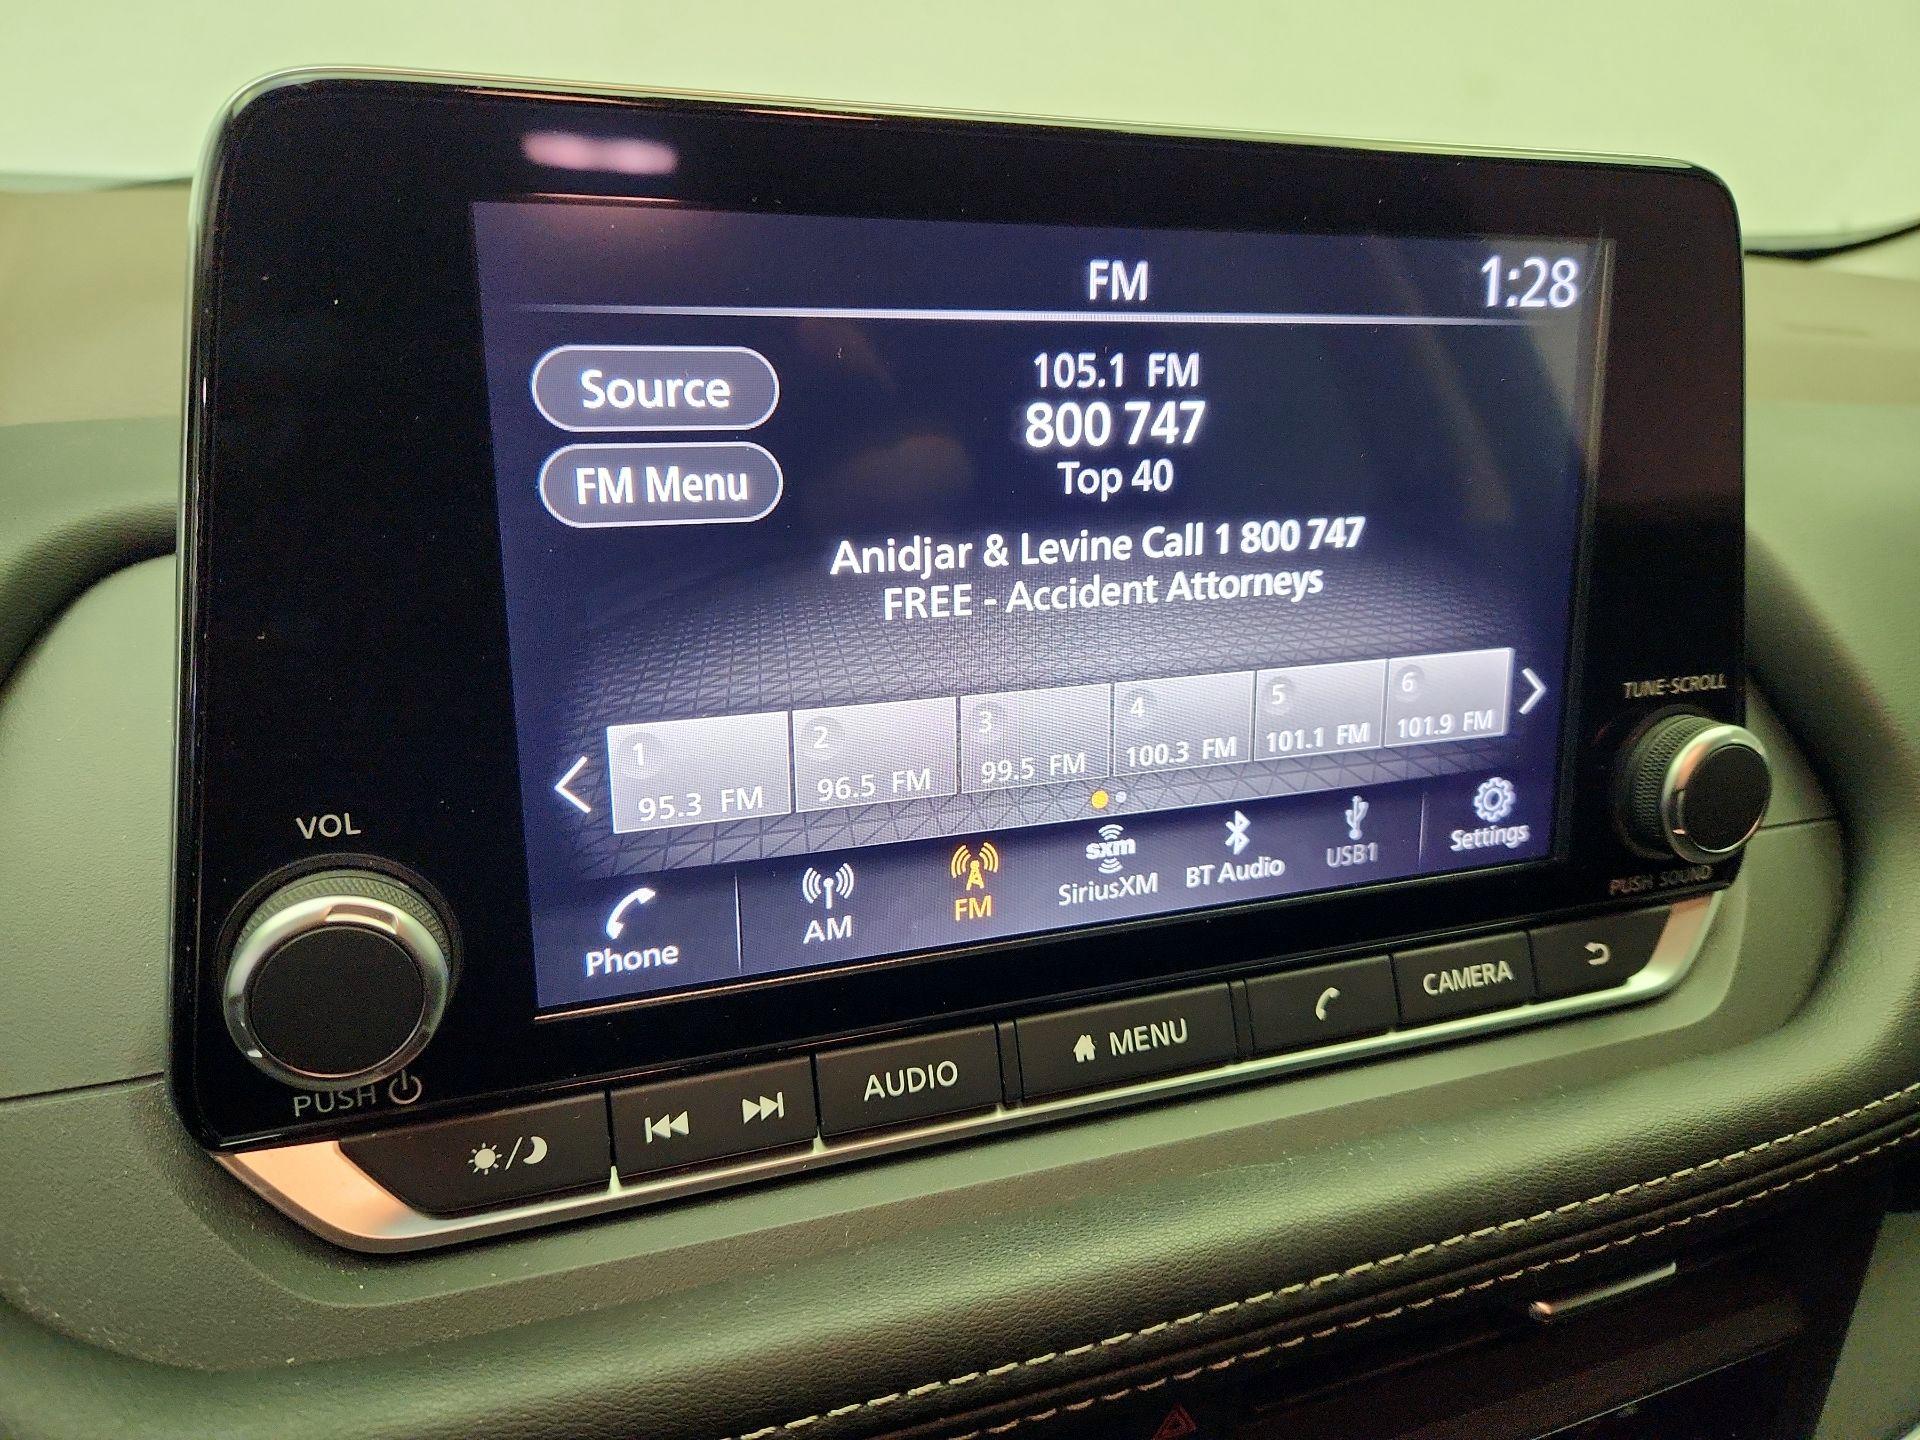 FM
1:28
Source
105.1 FM
800 747
FM Menu
Top 40
Anidjar & Levine Call 1 800 747
FREE - Accident Attorneys
1
95.3 FM
2
96.5 FM
3
99.5 FM
4
100.3 FM
5
101.1 FM
6
101.9 FM
Phone
AM
FM
sxm
SiriusXM
BT Audio
USB1
Settings
TUNE·SCROLL
PUSH SOUND
VOL
PUSH
AUDIO
MENU
CAMERA